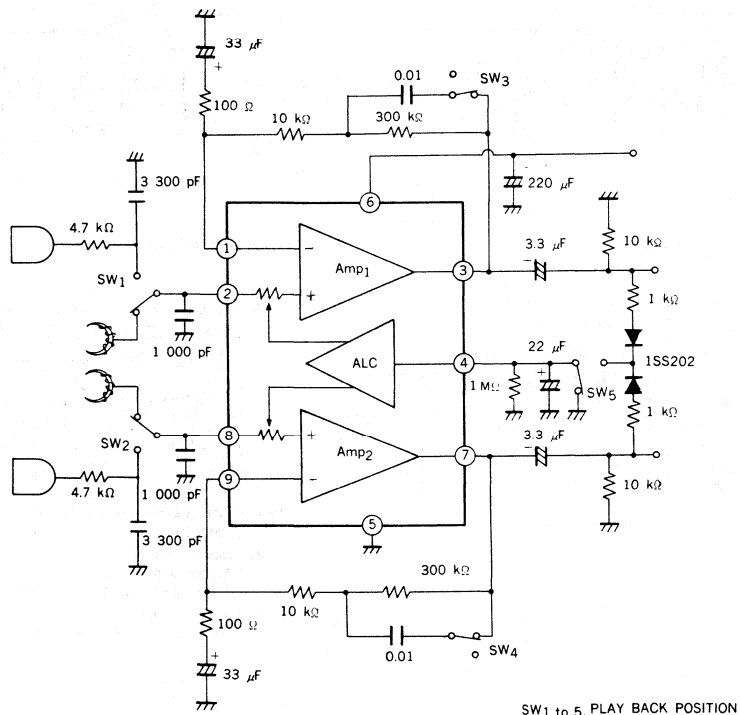 33 μF
+
100 Ω
10 kΩ
0.01
SW3
300 kΩ
3 300 pF
4.7 kΩ
SW1
1 000 pF
6
220 μF
1
−
Amp1
3
3.3 μF
−
10 kΩ
2
+
1 kΩ
ALC
4
22 μF
+
1 MΩ
SW5
1SS202
8
+
Amp2
7
3.3 μF
−
1 kΩ
9
−
10 kΩ
SW2
4.7 kΩ
1 000 pF
3 300 pF
5
10 kΩ
300 kΩ
100 Ω
+
33 μF
0.01
SW4
SW1 to 5, PLAY BACK POSITION